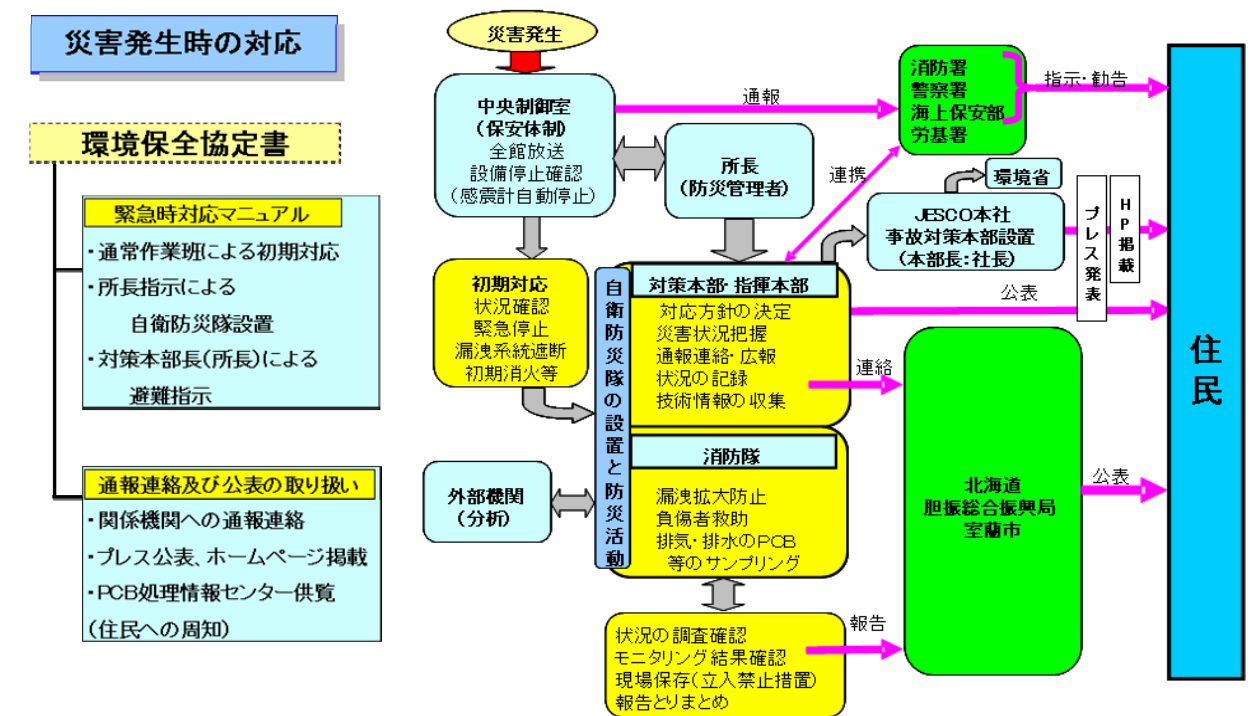 災害発生時の対応
環境保全協定書
緊急時対応マニュアル
・通常作業班による初期対応
・所長指示による
自衛防災隊設置
・対策本部長(所長)による
避難指示
通報連絡及び公表の取り扱い
・関係機関への通報連絡
・プレス公表、ホームページ掲載
・PCB処理情報センター供覧
(住民への周知)
災害発生
中央制御室
(保安体制)
全館放送
設備停止確認
(感震計自動停止)
通報
所長
(防災管理者)
消防署
警察署
海上保安部
労基署
指示・勧告
連携
環境省
JESCO本社
事故対策本部設置
(本部長:社長)
プレス発表
HP掲載
公表
初期対応
状況確認
緊急停止
漏洩系統遮断
初期消火等
自衛防災隊の設置と防災活動
対策本部・指揮本部
対応方針の決定
災害状況把握
通報連絡・広報
状況の記録
技術情報の収集
連絡
消防隊
漏洩拡大防止
負傷者救助
排気・排水のPCB
等のサンプリング
外部機関
(分析)
状況の調査確認
モニタリング結果確認
現場保存(立入禁止措置)
報告とりまとめ
報告
北海道
胆振総合振興局
室蘭市
公表
住民